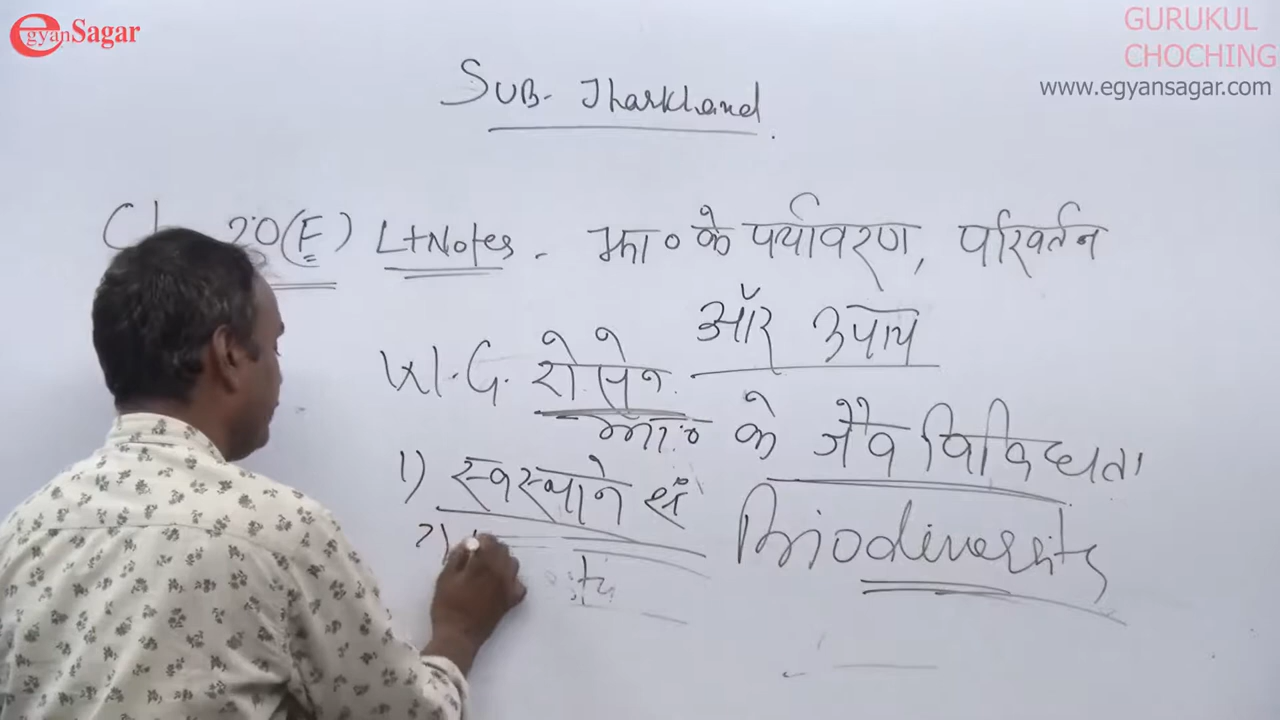 egyanSagar
GURUKUL
CHOCHING
www.egyansagar.com
SUB- Jharkhand
20(E) L+Notes - झा० के पर्यावरण, परिवर्तन
और उपाय
W.G. रोसेन
झा० के जैव विविधता
1) स्वस्थाने
Biodiversity
2)